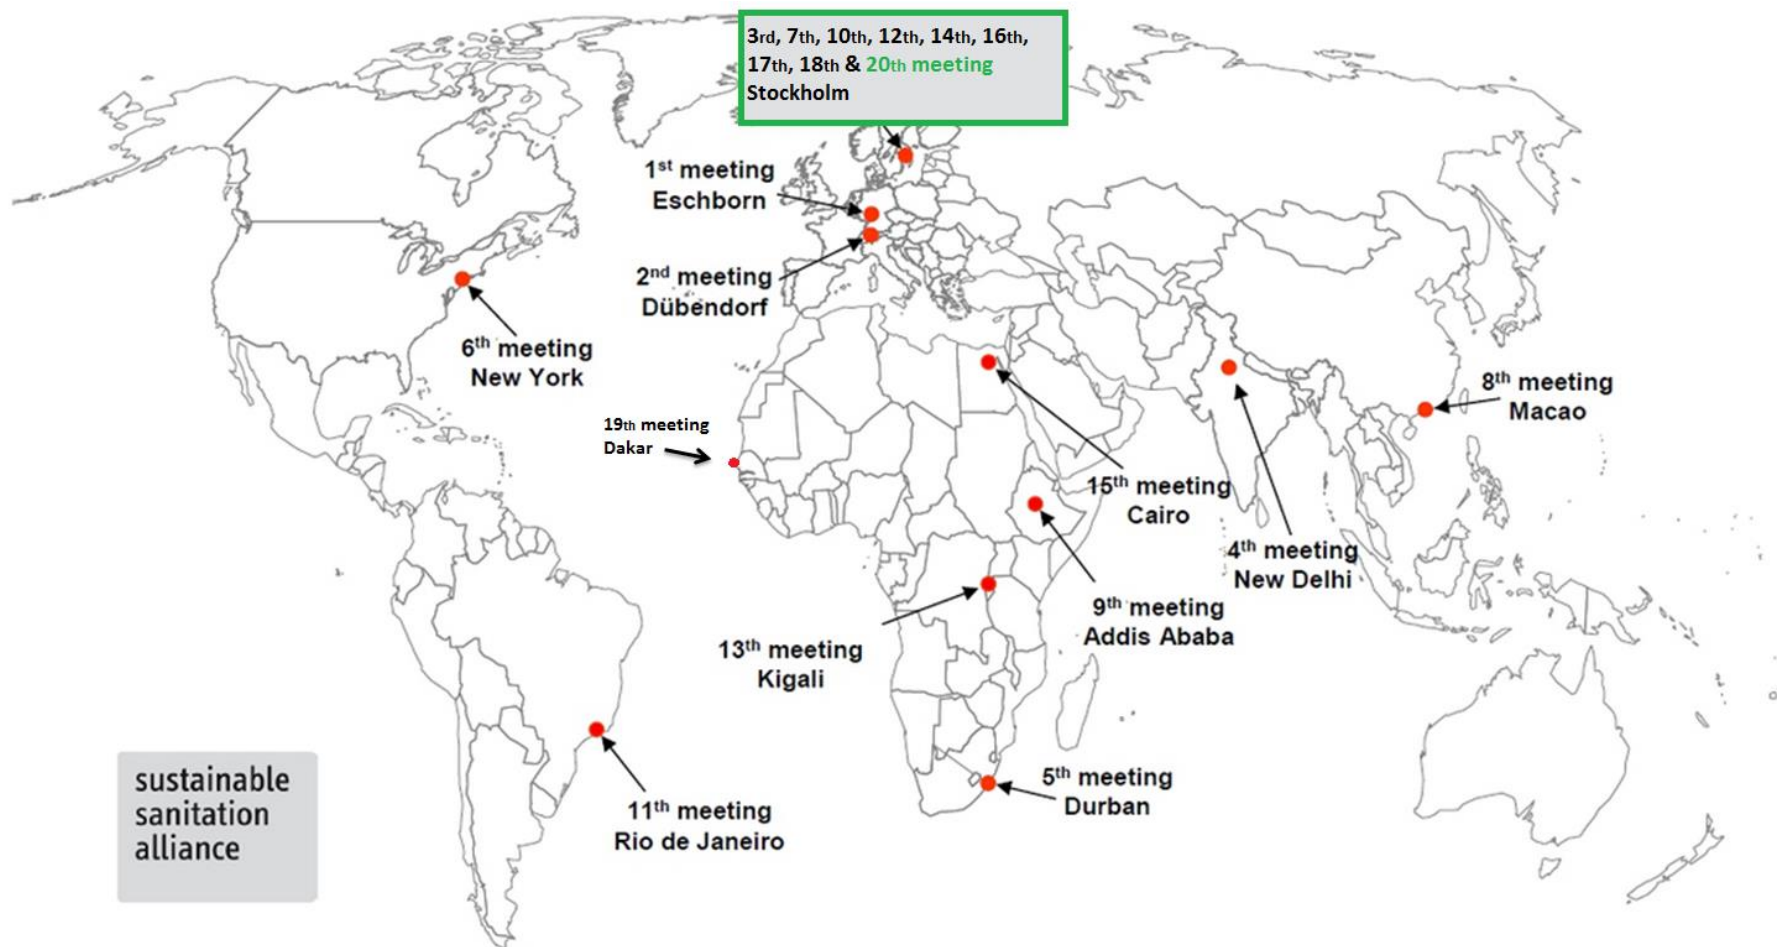 3rd, 7th, 10th, 12th, 14th, 16th,
17th, 18th & 20th meeting
Stockholm
1st meeting
Eschborn
2nd meeting
Dübendorf
6th meeting
New York
8th meeting
Macao
19th meeting
Dakar
15th meeting
Cairo
4th meeting
New Delhi
9th meeting
Addis Ababa
13th meeting
Kigali
5th meeting
Durban
11th meeting
Rio de Janeiro
sustainable
sanitation
alliance